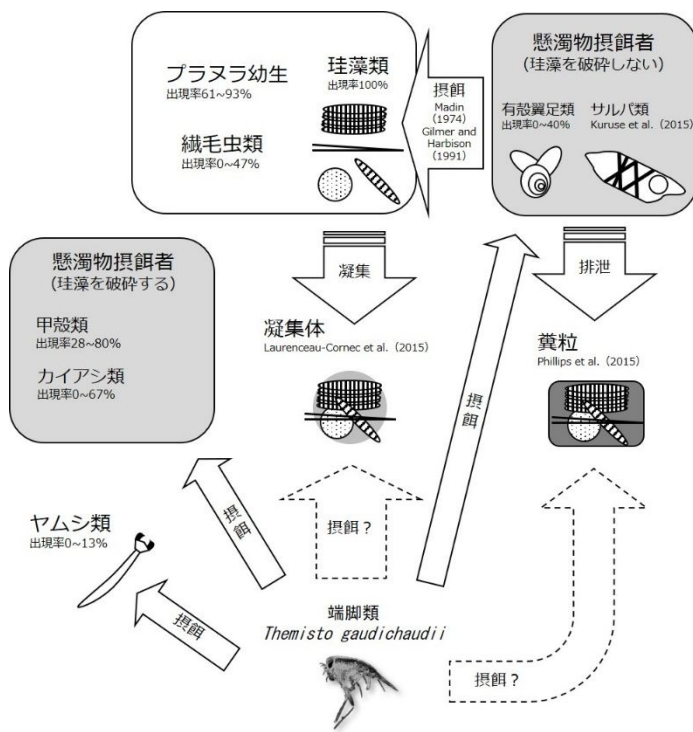 プラヌラ幼生
出現率61~93%
珪藻類
出現率100%
繊毛虫類
出現率0~47%
摂餌
Madin
(1974)
Gilmer and
Harbison
(1991)
懸濁物摂餌者
(珪藻を破砕しない)
有殻翼足類
出現率0~40%
サルパ類
Kuruse et al.（2015）
凝集
排泄
懸濁物摂餌者
(珪藻を破砕する)
甲殻類
出現率28~80%
カイアシ類
出現率0~67%
凝集体
Laurenceau-Cornec et al.（2015）
糞粒
Phillips et al.（2015）
摂餌
摂餌
摂餌？
ヤムシ類
出現率0~13%
摂餌
端脚類
Themisto gaudichaudii
摂餌？